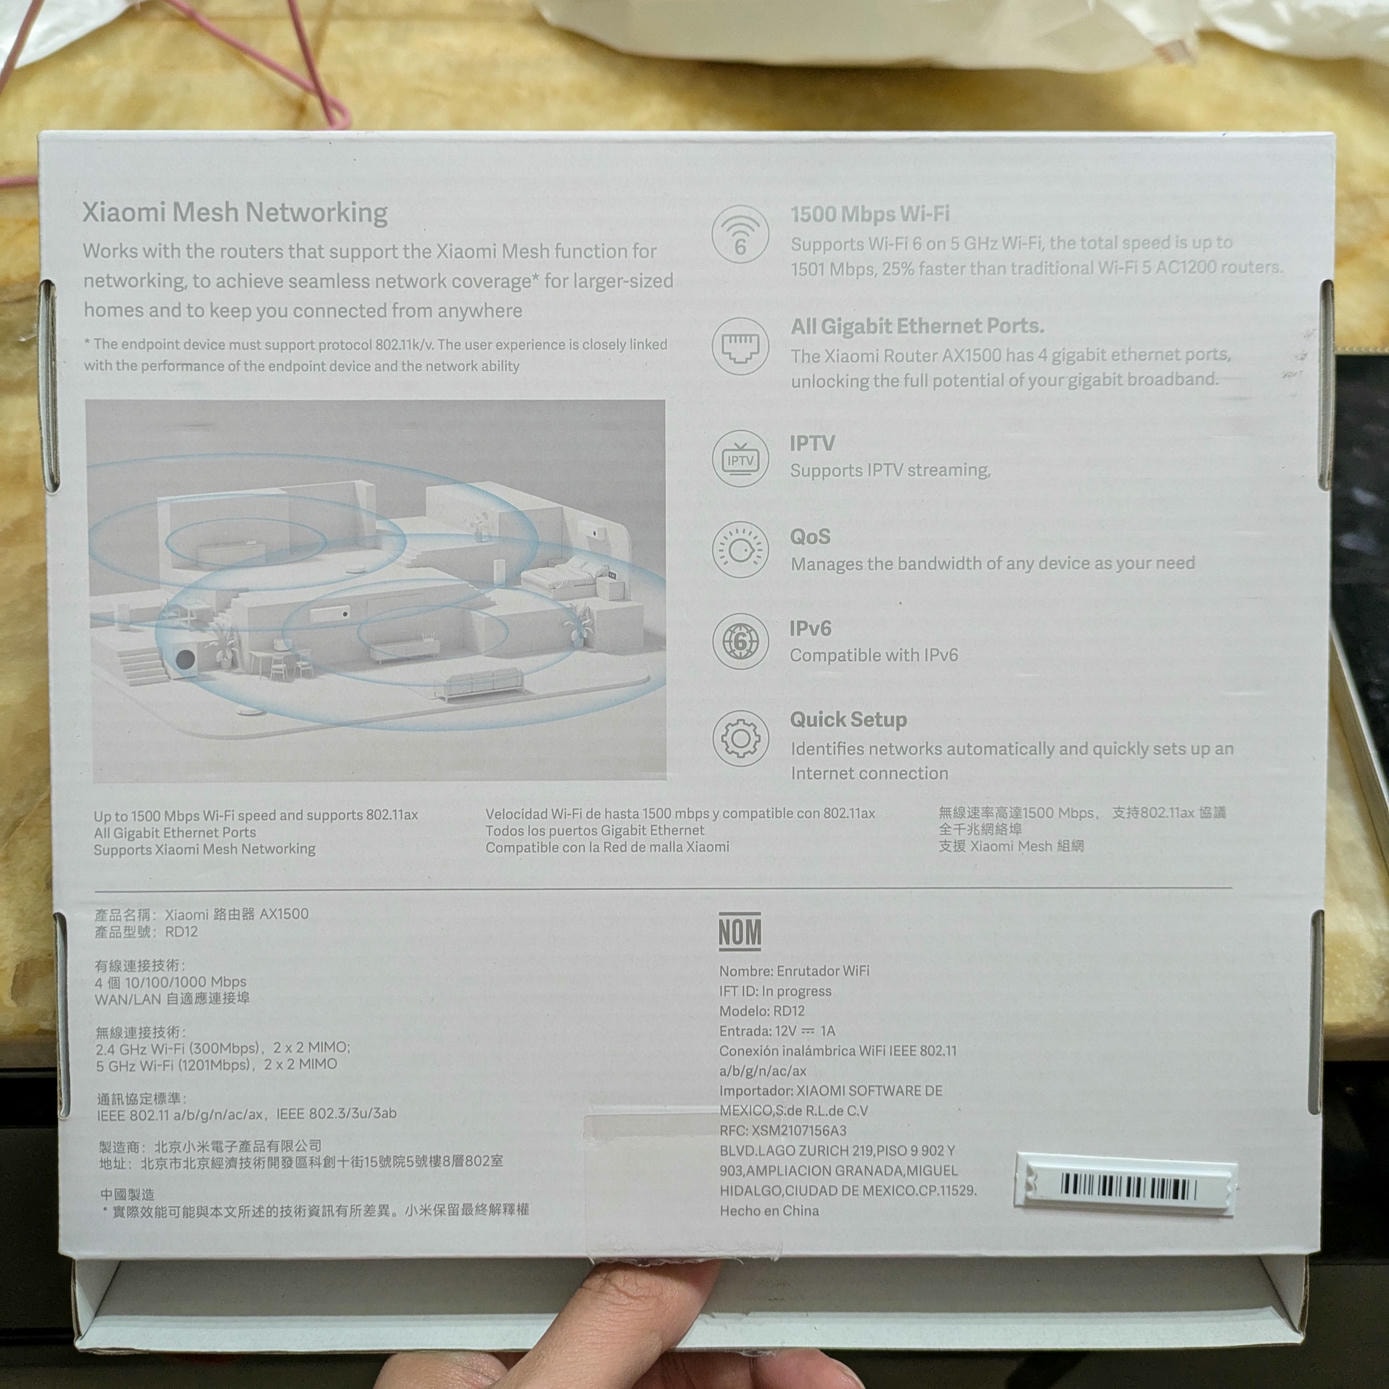 Xiaomi Mesh Networking
Works with the routers that support the Xiaomi Mesh function for
networking, to achieve seamless network coverage* for larger-sized
homes and to keep you connected from anywhere
* The endpoint device must support protocol 802.11k/v. The user experience is closely linked
with the performance of the endpoint device and the network ability
6
1500 Mbps Wi-Fi
Supports Wi-Fi 6 on 5 GHz Wi-Fi, the total speed is up to
1501 Mbps, 25% faster than traditional Wi-Fi 5 AC1200 routers.
All Gigabit Ethernet Ports.
The Xiaomi Router AX1500 has 4 gigabit ethernet ports,
unlocking the full potential of your gigabit broadband.
IPTV
IPTV
Supports IPTV streaming,
QoS
Manages the bandwidth of any device as your need
6
IPv6
Compatible with IPv6
Quick Setup
Identifies networks automatically and quickly sets up an
Internet connection
Up to 1500 Mbps Wi-Fi speed and supports 802.11ax
All Gigabit Ethernet Ports
Supports Xiaomi Mesh Networking
Velocidad Wi-Fi de hasta 1500 mbps y compatible con 802.11ax
Todos los puertos Gigabit Ethernet
Compatible con la Red de malla Xiaomi
無線速率高達1500 Mbps, 支持802.11ax 協議
全千兆網絡埠
支援 Xiaomi Mesh 組網
產品名稱：Xiaomi 路由器 AX1500
產品型號：RD12
有線連接技術：
4 個 10/100/1000 Mbps
WAN/LAN 自適應連接埠
無線連接技術：
2.4 GHz Wi-Fi (300Mbps), 2 x 2 MIMO;
5 GHz Wi-Fi (1201Mbps), 2 x 2 MIMO
通訊協定標準：
IEEE 802.11 a/b/g/n/ac/ax, IEEE 802.3/3u/3ab
製造商：北京小米電子產品有限公司
地址：北京市北京經濟技術開發區科創十街15號院5號樓8層802室
中國製造
* 實際效能可能與本文所述的技術資訊有所差異。小米保留最終解釋權
NOM
Nombre: Enrutador WiFi
IFT ID: In progress
Modelo: RD12
Entrada: 12V ⎓ 1A
Conexión inalámbrica WiFi IEEE 802.11
a/b/g/n/ac/ax
Importador: XIAOMI SOFTWARE DE
MEXICO,S.de R.L.de C.V
RFC: XSM2107156A3
BLVD.LAGO ZURICH 219,PISO 9 902 Y
903,AMPLIACION GRANADA,MIGUEL
HIDALGO,CIUDAD DE MEXICO.CP.11529.
Hecho en China